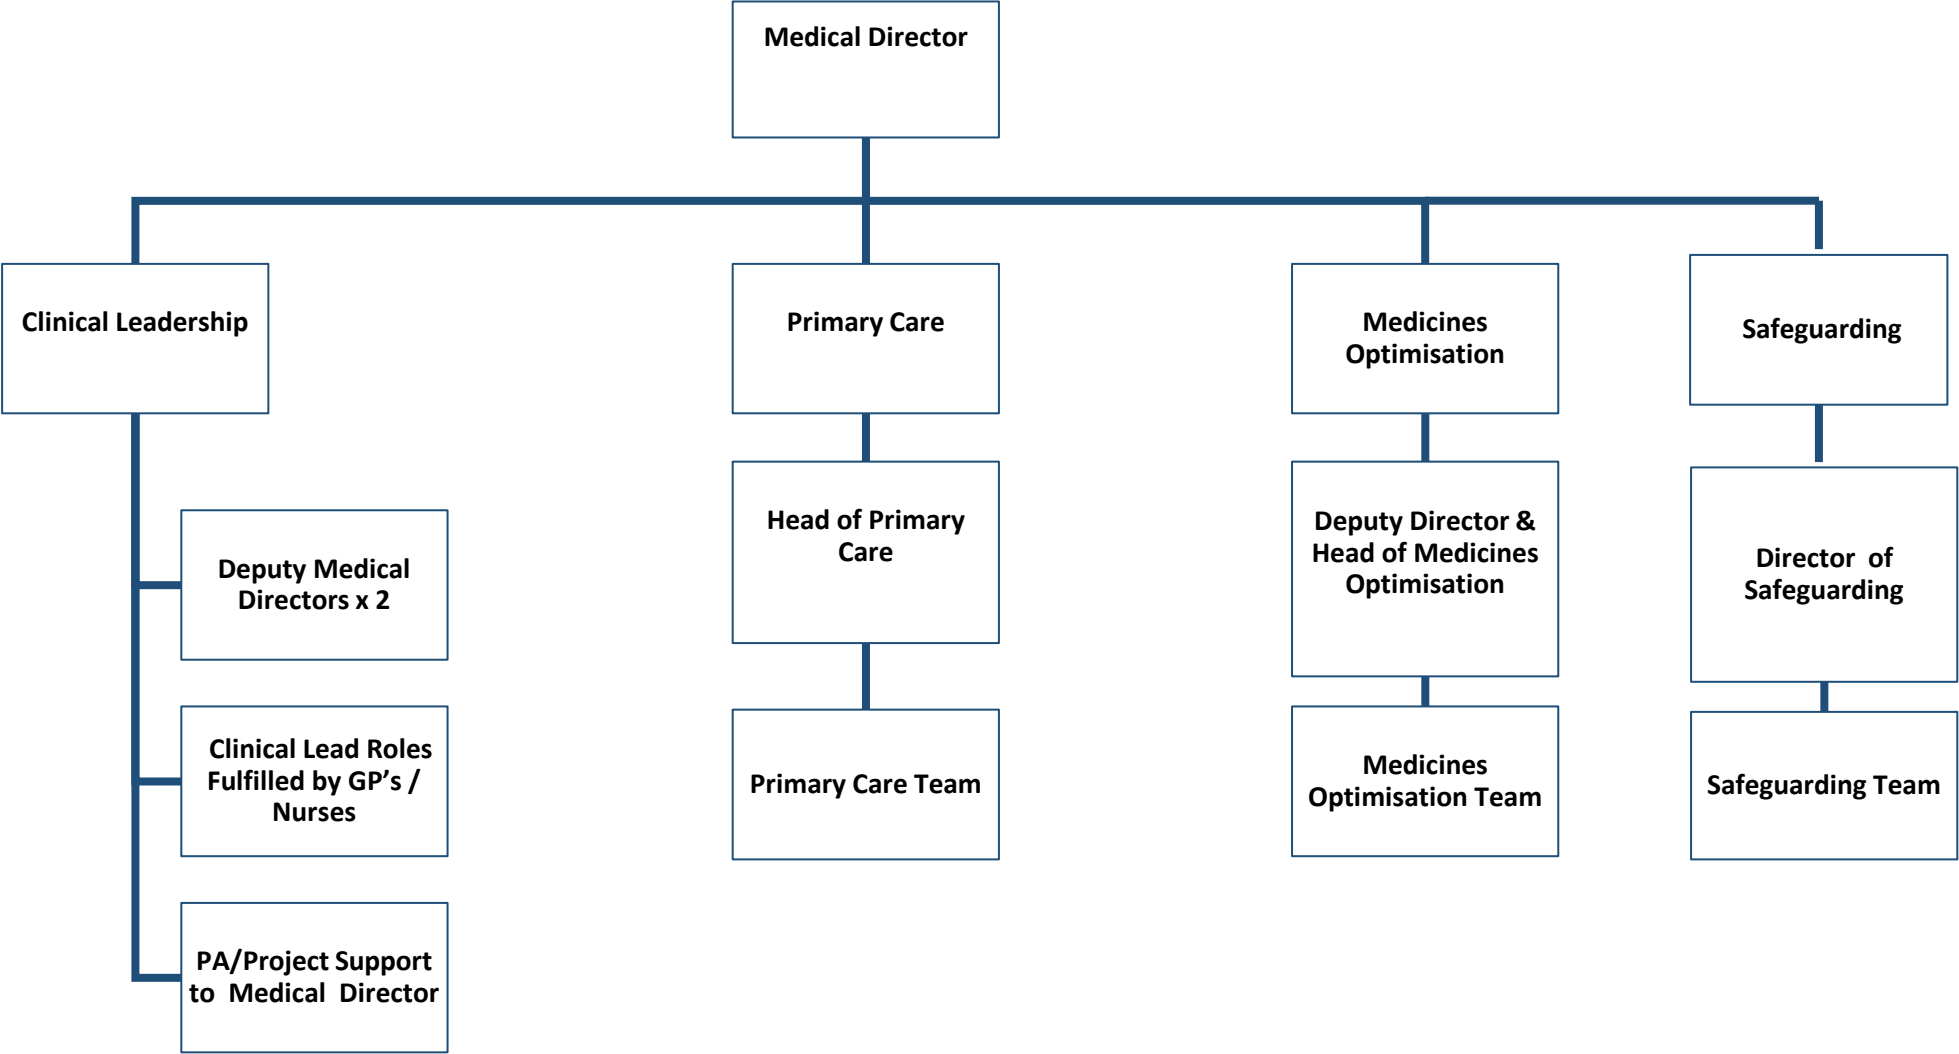 Medical Director
Clinical Leadership
Primary Care
Medicines
Optimisation
Safeguarding
Deputy Medical
Directors x 2
Clinical Lead Roles
Fulfilled by GP’s /
Nurses
PA/Project Support
to Medical Director
Head of Primary
Care
Primary Care Team
Deputy Director &
Head of Medicines
Optimisation
Medicines
Optimisation Team
Director of
Safeguarding
Safeguarding Team